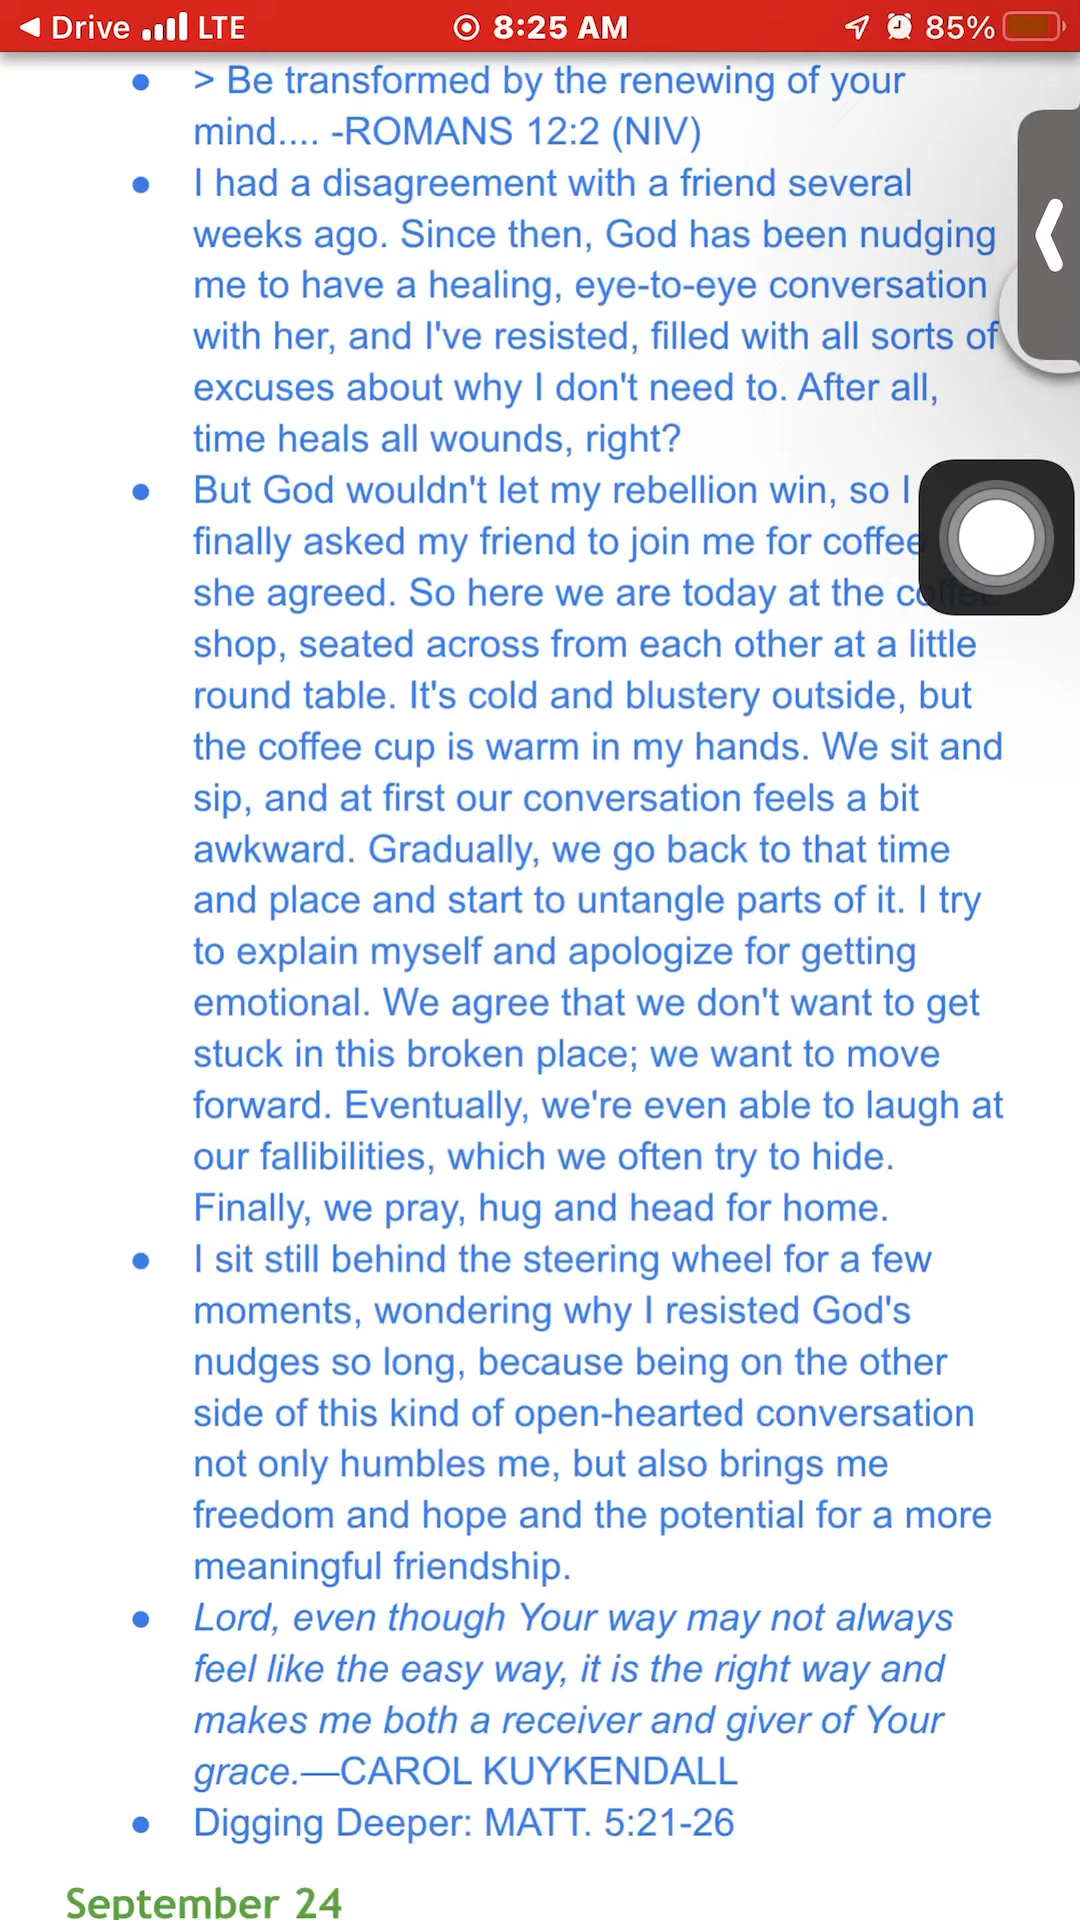 Drive LTE 8:25 AM 85%
> Be transformed by the renewing of your
mind.... -ROMANS 12:2 (NIV)
I had a disagreement with a friend several
weeks ago. Since then, God has been nudging
me to have a healing, eye-to-eye conversation
with her, and I've resisted, filled with all sorts of
excuses about why I don't need to. After all,
time heals all wounds, right?
But God wouldn't let my rebellion win, so I
finally asked my friend to join me for coffee
she agreed. So here we are today at the coffee
shop, seated across from each other at a little
round table. It's cold and blustery outside, but
the coffee cup is warm in my hands. We sit and
sip, and at first our conversation feels a bit
awkward. Gradually, we go back to that time
and place and start to untangle parts of it. I try
to explain myself and apologize for getting
emotional. We agree that we don't want to get
stuck in this broken place; we want to move
forward. Eventually, we're even able to laugh at
our fallibilities, which we often try to hide.
Finally, we pray, hug and head for home.
I sit still behind the steering wheel for a few
moments, wondering why I resisted God's
nudges so long, because being on the other
side of this kind of open-hearted conversation
not only humbles me, but also brings me
freedom and hope and the potential for a more
meaningful friendship.
Lord, even though Your way may not always
feel like the easy way, it is the right way and
makes me both a receiver and giver of Your
grace.—CAROL KUYKENDALL
Digging Deeper: MATT. 5:21-26
September 24